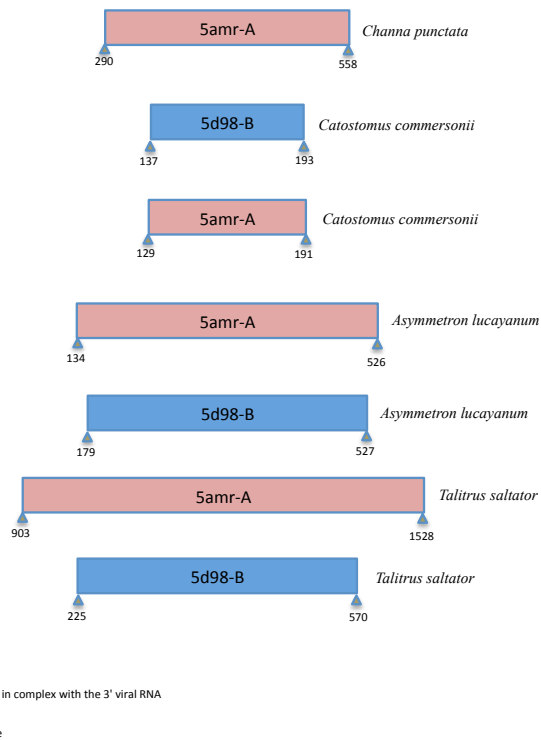 5amr-A
Channa punctata
290 558
5d98-B
Catostomus commersonii
137 193
5amr-A
Catostomus commersonii
129 191
5amr-A
Asymmetron lucayanum
134 526
5d98-B
Asymmetron lucayanum
179 527
5amr-A
Talitrus saltator
903 1528
5d98-B
Talitrus saltator
225 570
in complex with the 3' viral RNA